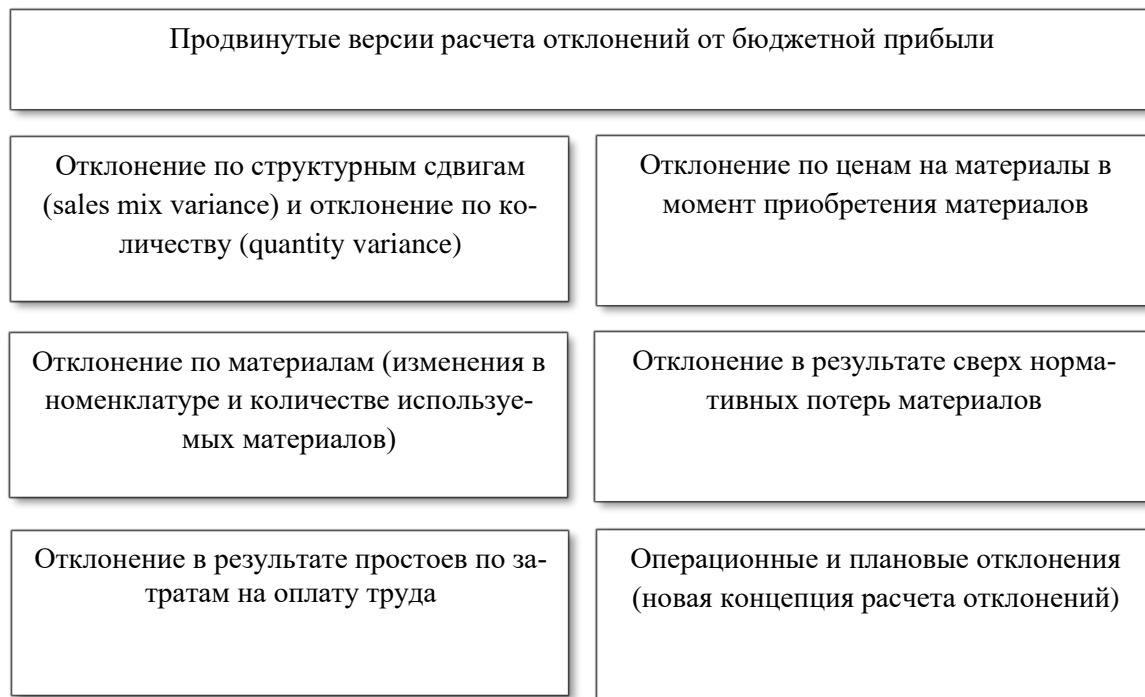 Продвинутые версии расчета отклонений от бюджетной прибыли
Отклонение по структурным сдвигам
(sales mix variance) и отклонение по ко-
личеству (quantity variance)
Отклонение по ценам на материалы в
момент приобретения материалов
Отклонение по материалам (изменения в
номенклатуре и количестве используе-
мых материалов)
Отклонение в результате сверх норма-
тивных потерь материалов
Отклонение в результате простоев по за-
тратам на оплату труда
Операционные и плановые отклонения
(новая концепция расчета отклонений)